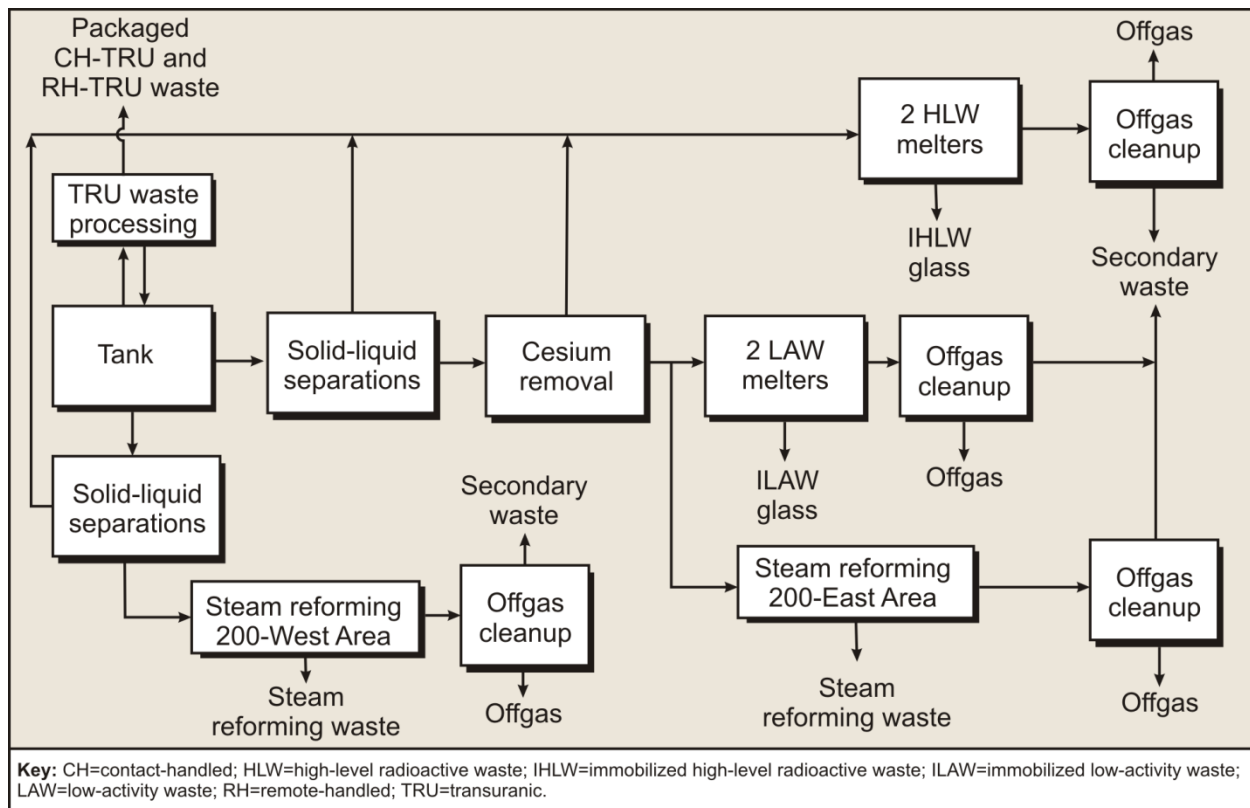 Packaged
CH-TRU and
RH-TRU waste
Offgas
2 HLW
melters
Offgas
cleanup
TRU waste
processing
IHLW
glass
Secondary
waste
Tank
Solid-liquid
separations
Cesium
removal
2 LAW
melters
Offgas
cleanup
Solid-liquid
separations
Secondary
waste
ILAW
glass
Offgas
Steam reforming
200-West Area
Offgas
cleanup
Steam reforming
200-East Area
Offgas
cleanup
Steam
reforming waste
Offgas
Steam
reforming waste
Offgas
Key: CH=contact-handled; HLW=high-level radioactive waste; IHLW=immobilized high-level radioactive waste; ILAW=immobilized low-activity waste;
LAW=low-activity waste; RH=remote-handled; TRU=transuranic.